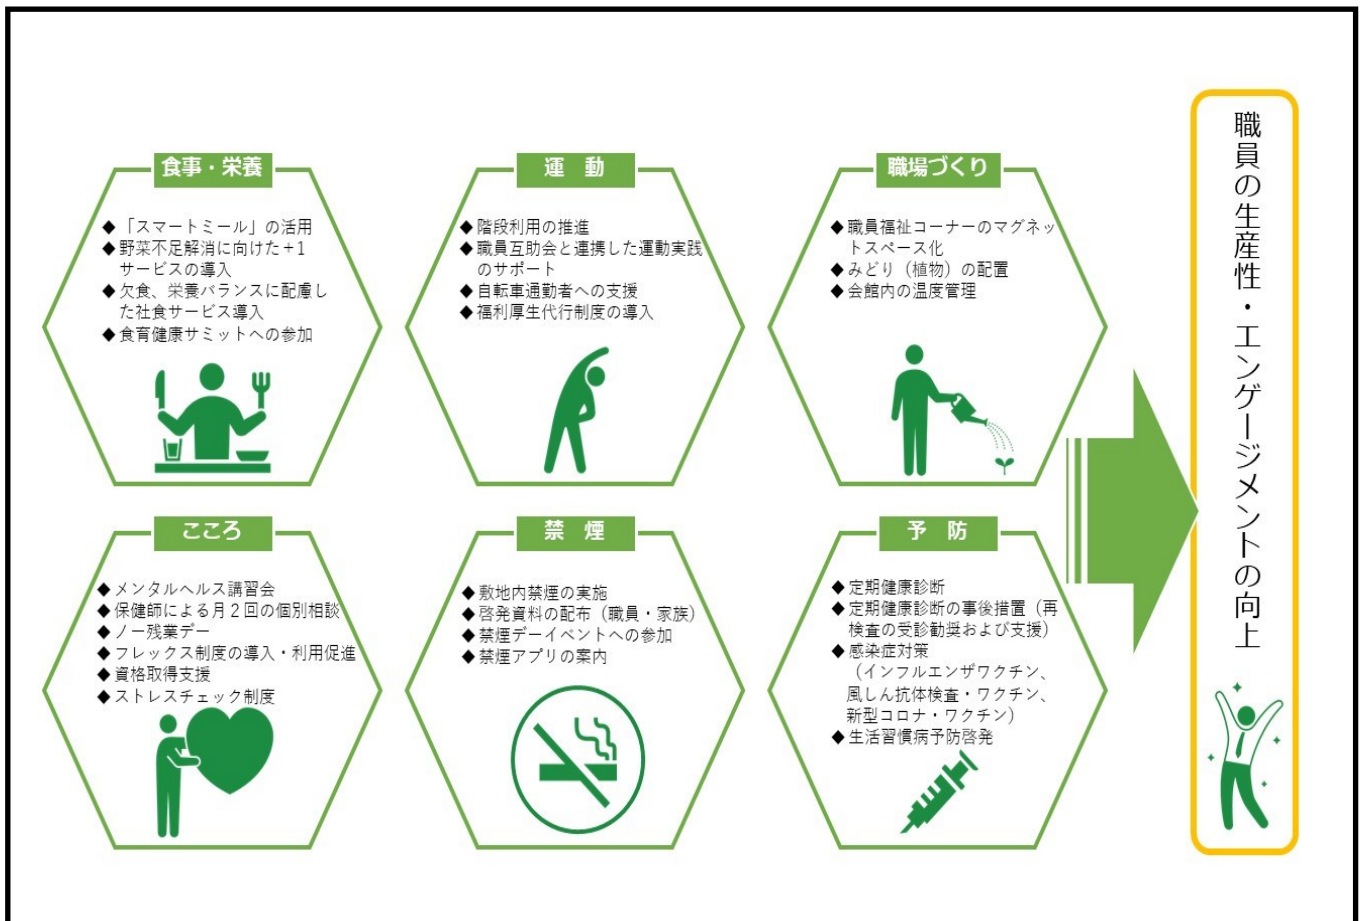 食事・栄養
◆「スマートミール」の活用
◆野菜不足解消に向けた＋1
サービスの導入
◆欠食、栄養バランスに配慮し
た社食サービス導入
◆食育健康サミットへの参加
運　動
◆階段利用の推進
◆職員互助会と連携した運動実践
のサポート
◆自転車通勤者への支援
◆福利厚生代行制度の導入
職場づくり
◆職員福祉コーナーのマグネッ
トスペース化
◆みどり（植物）の配置
◆会館内の温度管理
こころ
◆メンタルヘルス講習会
◆保健師による月２回の個別相談
◆ノー残業デー
◆フレックス制度の導入・利用促進
◆資格取得支援
◆ストレスチェック制度
禁　煙
◆敷地内禁煙の実施
◆啓発資料の配布（職員・家族）
◆禁煙デーイベントへの参加
◆禁煙アプリの案内
予　防
◆定期健康診断
◆定期健康診断の事後措置（再
検査の受診勧奨および支援）
◆感染症対策
（インフルエンザワクチン、
風しん抗体検査・ワクチン、
新型コロナ・ワクチン）
◆生活習慣病予防啓発
職員の生産性・エンゲージメントの向上